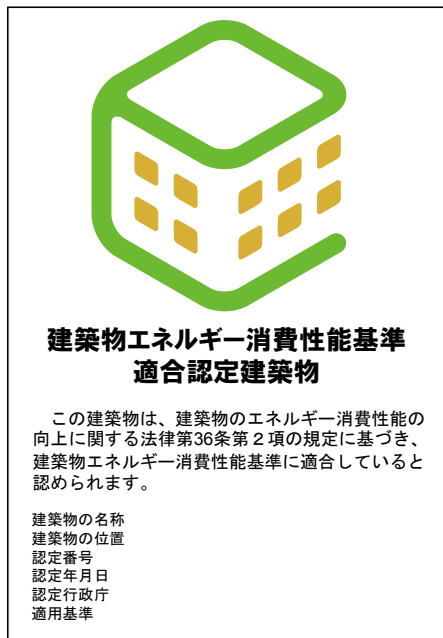 建築物エネルギー消費性能基準
適合認定建築物
この建築物は、建築物のエネルギー消費性能の
向上に関する法律第36条第２項の規定に基づき、
建築物エネルギー消費性能基準に適合していると
認められます。
建築物の名称
建築物の位置
認定番号
認定年月日
認定行政庁
適用基準